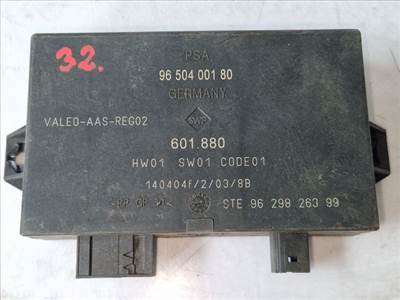 32.
PSA
96 504 001 80
GERMANY
VALEO-AAS-REG02
SWF
601.880
HW01 SW01 CODE01
140404f/2/03/8B
STE 96 298 263 99